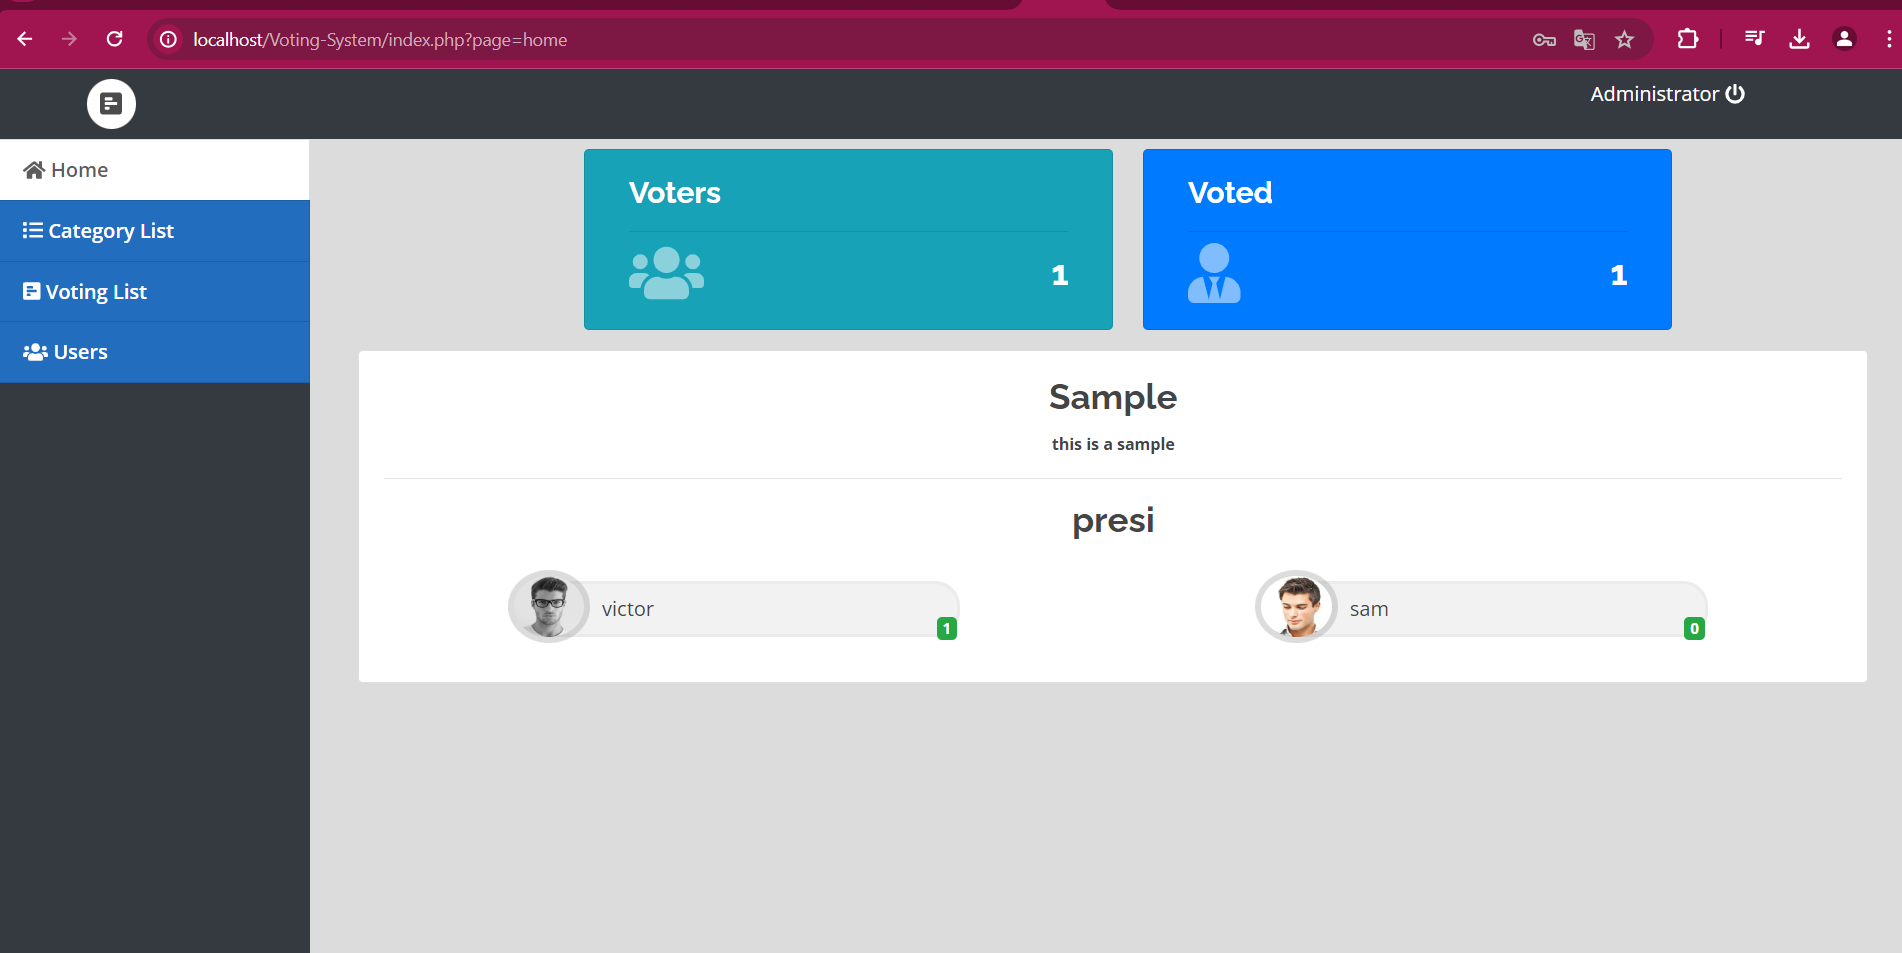 localhost/Voting-System/index.php?page=home
Administrator
Home
Category List
Voting List
Users
Voters
1
Voted
1
Sample
this is a sample
presi
victor
1
sam
0